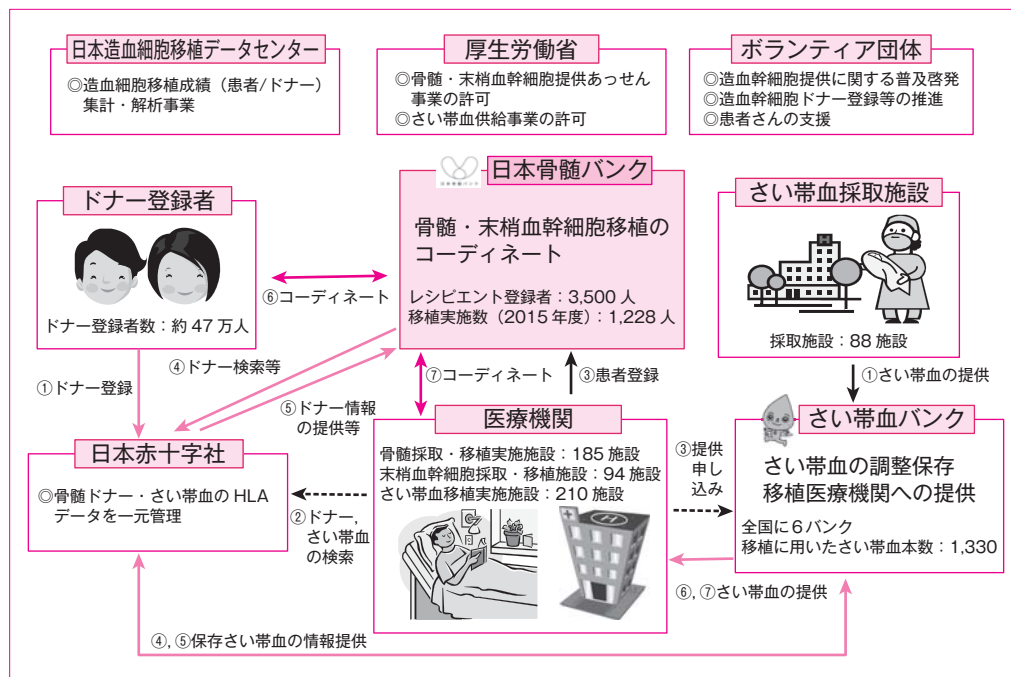 日本造血細胞移植データセンター
◎造血細胞移植成績（患者/ドナー）
集計・解析事業
厚生労働省
◎骨髄・末梢血幹細胞提供あっせん
事業の許可
◎さい帯血供給事業の許可
ボランティア団体
◎造血幹細胞提供に関する普及啓発
◎造血幹細胞ドナー登録等の推進
◎患者さんの支援
ドナー登録者
ドナー登録者数：約 47 万人
日本骨髄バンク
骨髄・末梢血幹細胞移植の
コーディネート
レシピエント登録者：3,500 人
移植実施数（2015 年度）：1,228 人
さい帯血採取施設
H
採取施設：88 施設
⑥コーディネート
①ドナー登録
④ドナー検索等
⑤ドナー情報
の提供等
⑦コーディネート
③患者登録
①さい帯血の提供
日本赤十字社
◎骨髄ドナー・さい帯血の HLA
データを一元管理
②ドナー，
さい帯血
の検索
医療機関
骨髄採取・移植実施施設：185 施設
末梢血幹細胞採取・移植施設：94 施設
さい帯血移植実施施設：210 施設
H
③提供
申し
込み
さい帯血バンク
さい帯血の調整保存
移植医療機関への提供
全国に 6 バンク
移植に用いたさい帯血本数：1,330
⑥, ⑦さい帯血の提供
④, ⑤保存さい帯血の情報提供